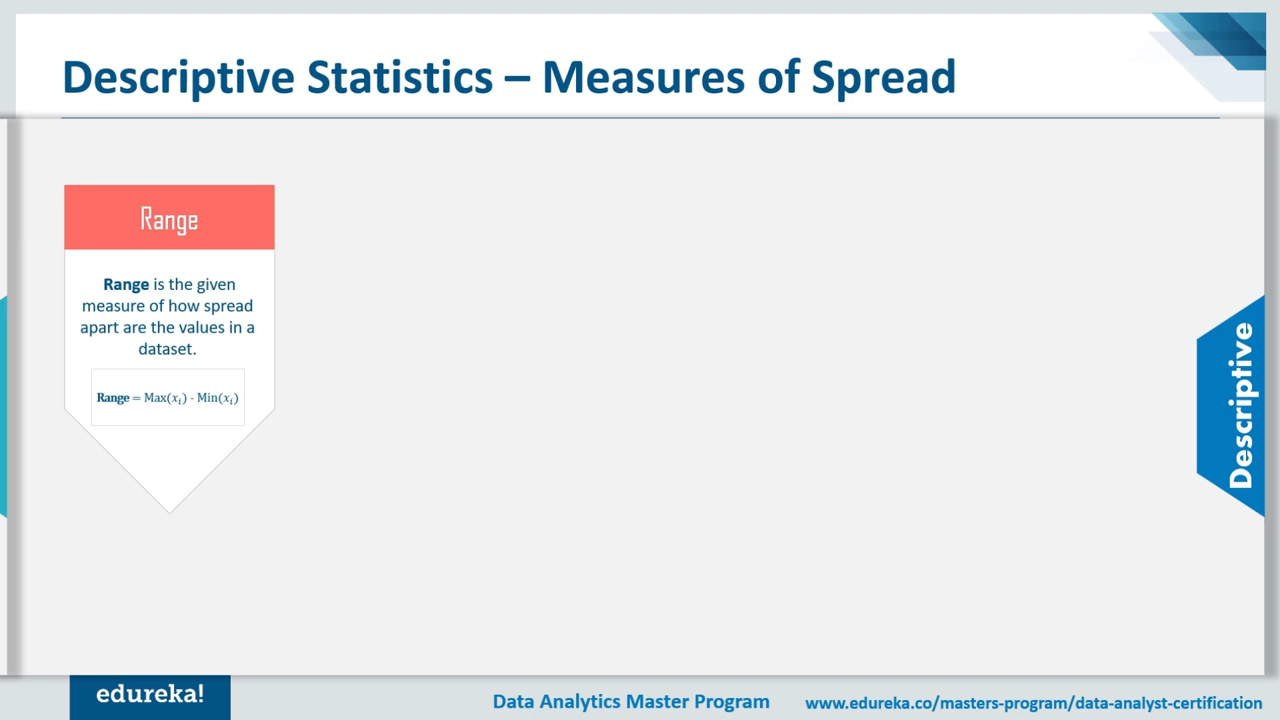 Descriptive Statistics – Measures of Spread
Range
Range is the given
measure of how spread
apart are the values in a
dataset.
Range = Max(xᵢ) - Min(xᵢ)
Descriptive
edureka!
Data Analytics Master Program
www.edureka.co/masters-program/data-analyst-certification